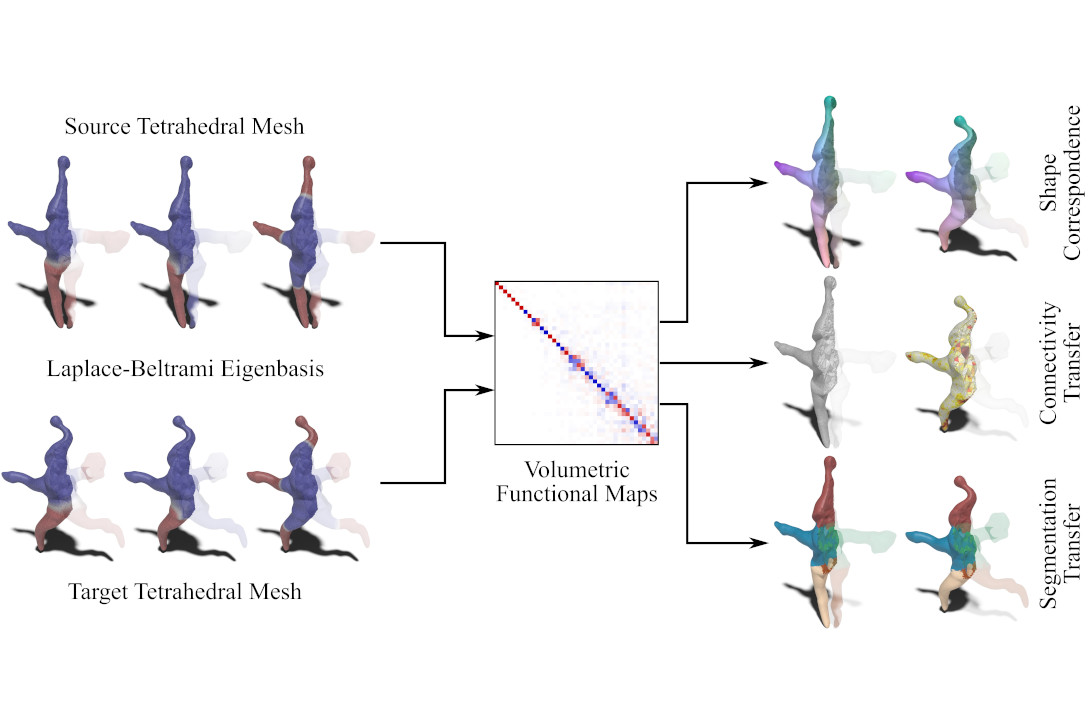 Source Tetrahedral Mesh
Laplace-Beltrami Eigenbasis
Target Tetrahedral Mesh
Volumetric
Functional Maps
Shape
Correspondence
Connectivity
Transfer
Segmentation
Transfer